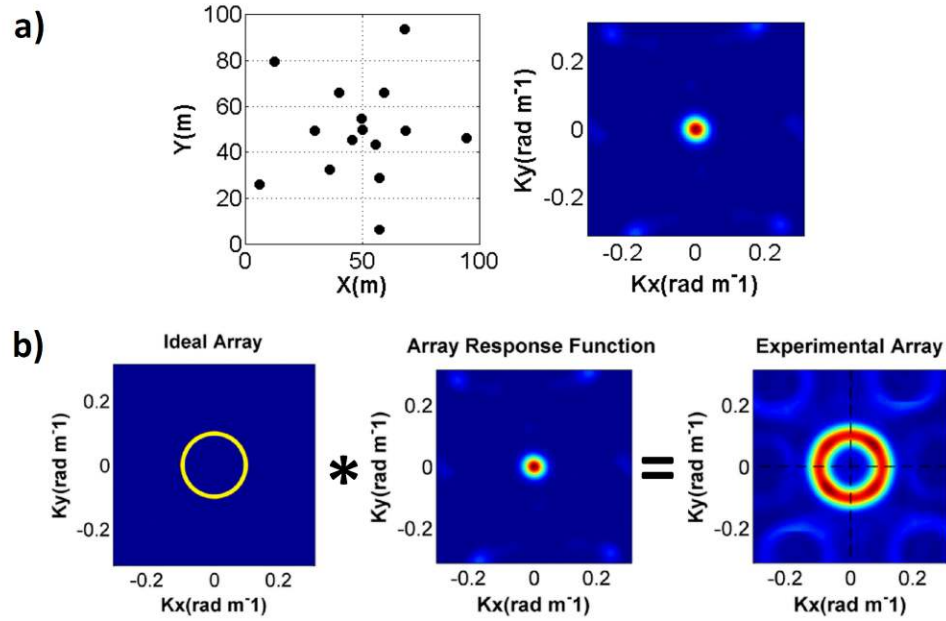 a)
100
80
60
40
20
0
Y(m)
0
50
100
X(m)
0.2
0
-0.2
Ky(rad m⁻¹)
-0.2
0
0.2
Kx(rad m⁻¹)
b)
Ideal Array
0.2
0
-0.2
Ky(rad m⁻¹)
-0.2
0
0.2
Kx(rad m⁻¹)
*
Array Response Function
0.2
0
-0.2
Ky(rad m⁻¹)
-0.2
0
0.2
Kx(rad m⁻¹)
=
Experimental Array
0.2
0
-0.2
Ky(rad m⁻¹)
-0.2
0
0.2
Kx(rad m⁻¹)